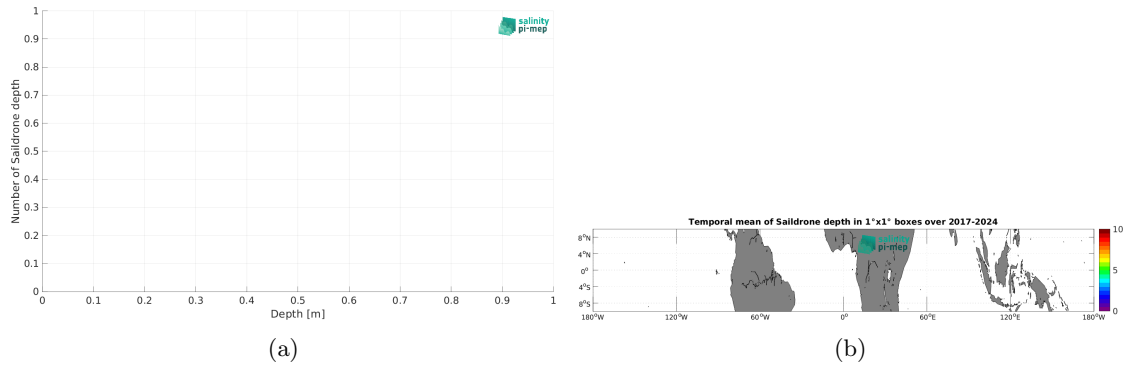 1
0.9
0.8
0.7
0.6
0.5
0.4
0.3
0.2
0.1
0
Number of Saildrone depth
salinity
pi-mep
0 0.1 0.2 0.3 0.4 0.5 0.6 0.7 0.8 0.9 1
Depth [m]
(a)
Temporal mean of Saildrone depth in 1°x1° boxes over 2017-2024
8°N
4°N
0°
4°S
8°S
salinity
pi-mep
10
5
0
180°W 120°W 60°W 0° 60°E 120°E 180°W
(b)